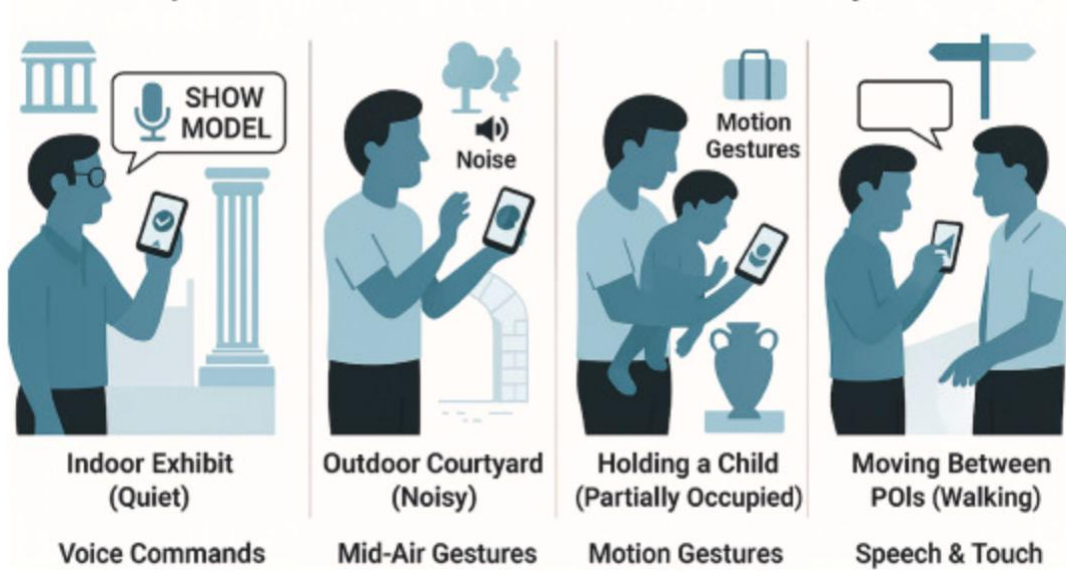 SHOW
MODEL
Noise
Motion
Gestures
Indoor Exhibit
(Quiet)
Outdoor Courtyard
(Noisy)
Holding a Child
(Partially Occupied)
Moving Between
POIs (Walking)
Voice Commands
Mid-Air Gestures
Motion Gestures
Speech & Touch